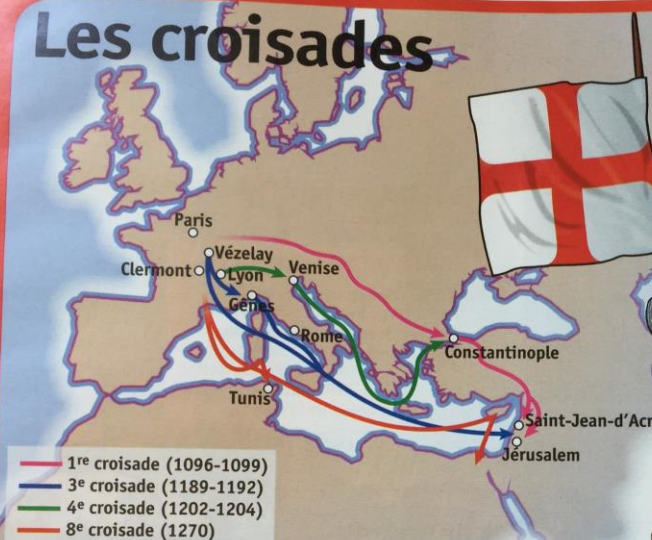 Les croisades
Paris
Vézelay
Clermont
Lyon
Venise
Gênes
Rome
Constantinople
Tunis
Saint-Jean-d'Acr
Jérusalem
1re croisade (1096-1099)
3e croisade (1189-1192)
4e croisade (1202-1204)
8e croisade (1270)